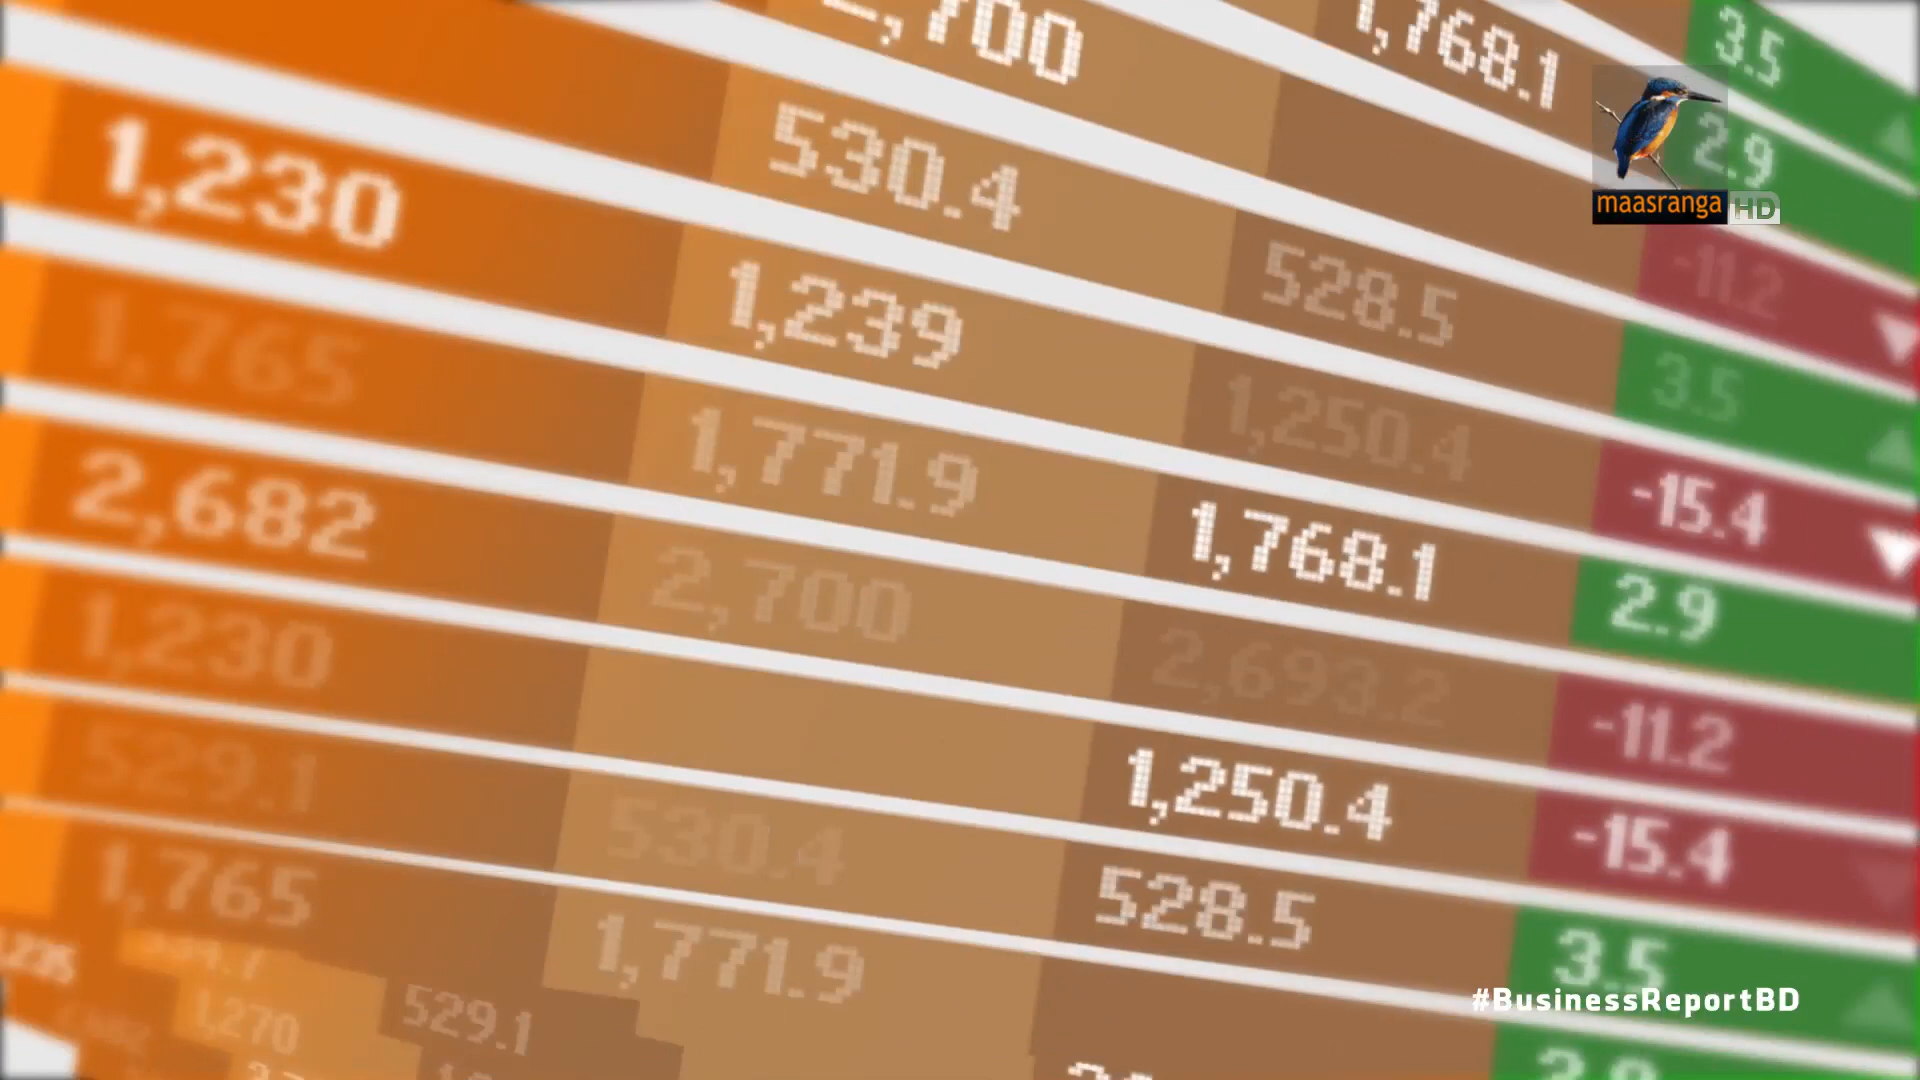 2,700 1,768.1 3.5
530.4 2.9
maasranga HD
1,230 1,239 528.5 -11.2
1,765 1,771.9 1,250.4 3.5
2,682 2,700 1,768.1 -15.4
1,230 2,693.2 2.9
529.1 530.4 1,250.4 -11.2
1,765 1,771.9 528.5 -15.4
3.5
#BusinessReportBD
1,270 529.1